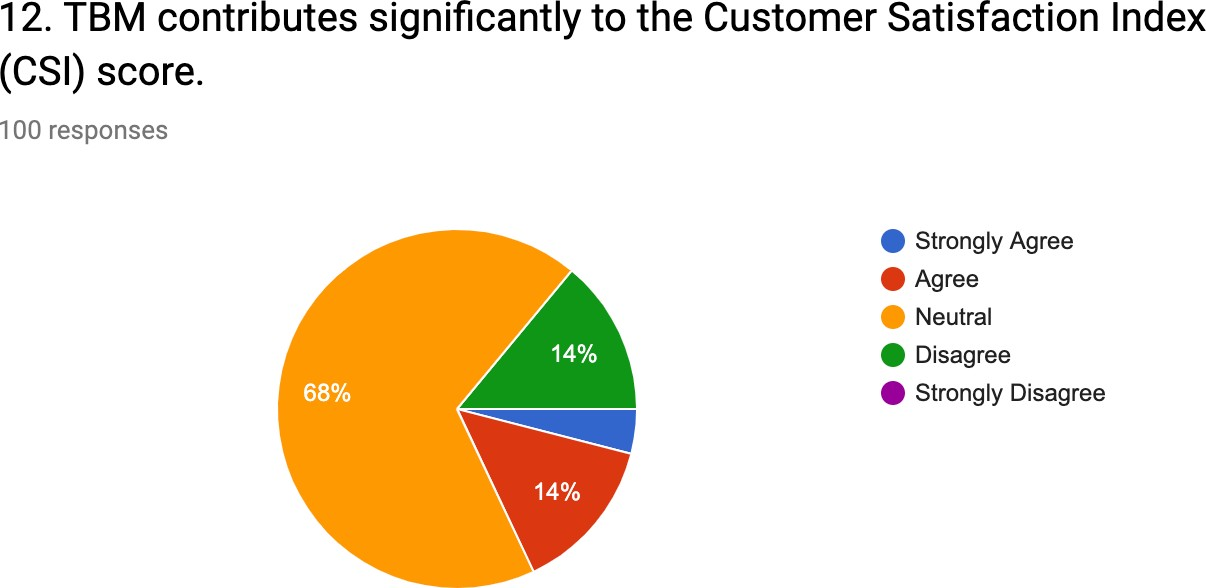 12. TBM contributes significantly to the Customer Satisfaction Index
(CSI) score.
100 responses
Strongly Agree
Agree
Neutral
Disagree
Strongly Disagree
14%
68%
14%